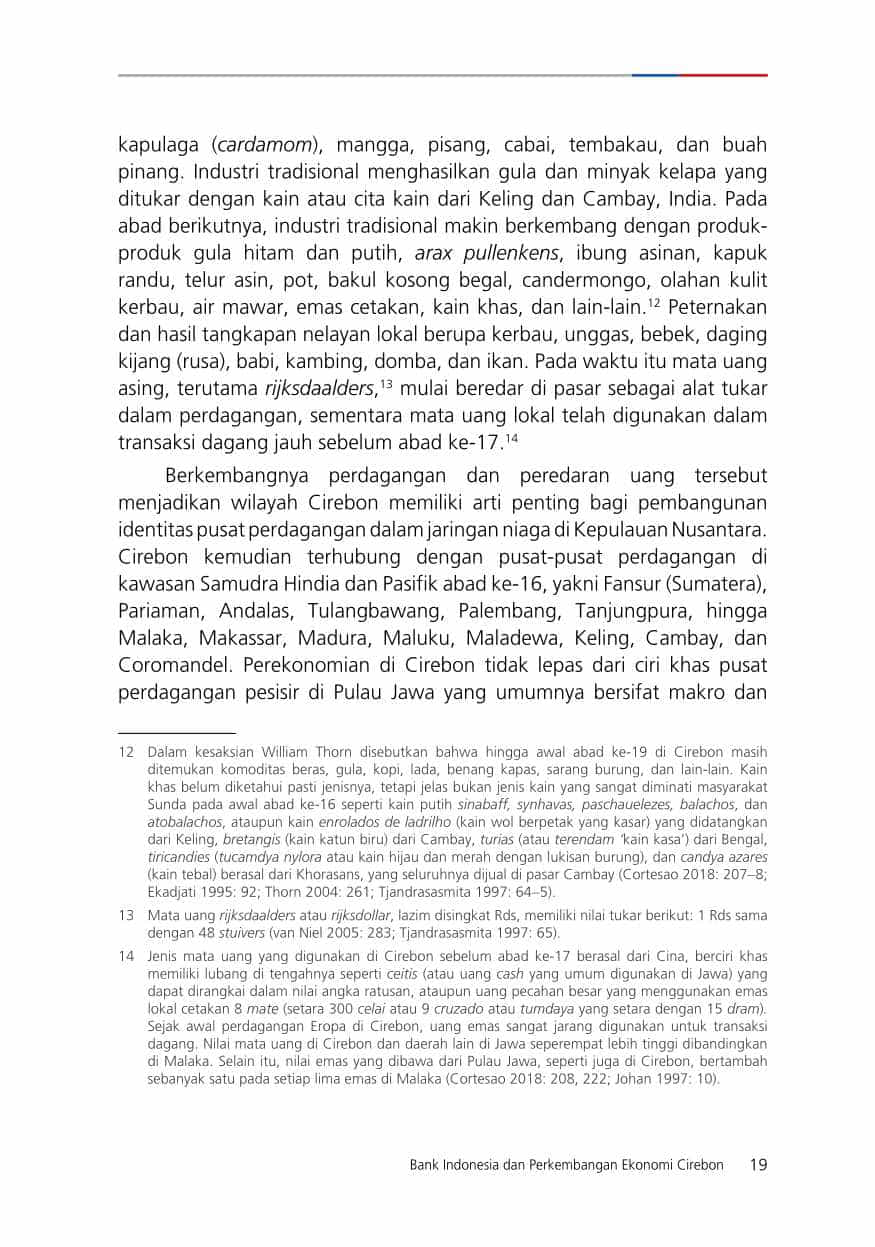 kapulaga (cardamom), mangga, pisang, cabai, tembakau, dan buah
pinang. Industri tradisional menghasilkan gula dan minyak kelapa yang
ditukar dengan kain atau cita kain dari Keling dan Cambay, India. Pada
abad berikutnya, industri tradisional makin berkembang dengan produk-
produk gula hitam dan putih, arax pullenkens, ibung asinan, kapuk
randu, telur asin, pot, bakul kosong begal, candermongo, olahan kulit
kerbau, air mawar, emas cetakan, kain khas, dan lain-lain.12 Peternakan
dan hasil tangkapan nelayan lokal berupa kerbau, unggas, bebek, daging
kijang (rusa), babi, kambing, domba, dan ikan. Pada waktu itu mata uang
asing, terutama rijksdaalders,13 mulai beredar di pasar sebagai alat tukar
dalam perdagangan, sementara mata uang lokal telah digunakan dalam
transaksi dagang jauh sebelum abad ke-17.14
Berkembangnya perdagangan dan peredaran uang tersebut
menjadikan wilayah Cirebon memiliki arti penting bagi pembangunan
identitas pusat perdagangan dalam jaringan niaga di Kepulauan Nusantara.
Cirebon kemudian terhubung dengan pusat-pusat perdagangan di
kawasan Samudra Hindia dan Pasifik abad ke-16, yakni Fansur (Sumatera),
Pariaman, Andalas, Tulangbawang, Palembang, Tanjungpura, hingga
Malaka, Makassar, Madura, Maluku, Maladewa, Keling, Cambay, dan
Coromandel. Perekonomian di Cirebon tidak lepas dari ciri khas pusat
perdagangan pesisir di Pulau Jawa yang umumnya bersifat makro dan
12 Dalam kesaksian William Thorn disebutkan bahwa hingga awal abad ke-19 di Cirebon masih
ditemukan komoditas beras, gula, kopi, lada, benang kapas, sarang burung, dan lain-lain. Kain
khas belum diketahui pasti jenisnya, tetapi jelas bukan jenis kain yang sangat diminati masyarakat
Sunda pada awal abad ke-16 seperti kain putih sinabaff, synhavas, paschauelezes, balachos, dan
atobalachos, ataupun kain enrolados de ladrilho (kain wol berpetak yang kasar) yang didatangkan
dari Keling, bretangis (kain katun biru) dari Cambay, turias (atau terendam ‘kain kasa’) dari Bengal,
tiricandies (tucamdya nylora atau kain hijau dan merah dengan lukisan burung), dan candya azares
(kain tebal) berasal dari Khorasans, yang seluruhnya dijual di pasar Cambay (Cortesao 2018: 207–8;
Ekadjati 1995: 92; Thorn 2004: 261; Tjandrasasmita 1997: 64–5).
13 Mata uang rijksdaalders atau rijksdollar, lazim disingkat Rds, memiliki nilai tukar berikut: 1 Rds sama
dengan 48 stuivers (van Niel 2005: 283; Tjandrasasmita 1997: 65).
14 Jenis mata uang yang digunakan di Cirebon sebelum abad ke-17 berasal dari Cina, berciri khas
memiliki lubang di tengahnya seperti ceitis (atau uang cash yang umum digunakan di Jawa) yang
dapat dirangkai dalam nilai angka ratusan, ataupun uang pecahan besar yang menggunakan emas
lokal cetakan 8 mate (setara 300 celai atau 9 cruzado atau tumdaya yang setara dengan 15 dram).
Sejak awal perdagangan Eropa di Cirebon, uang emas sangat jarang digunakan untuk transaksi
dagang. Nilai mata uang di Cirebon dan daerah lain di Jawa seperempat lebih tinggi dibandingkan
di Malaka. Selain itu, nilai emas yang dibawa dari Pulau Jawa, seperti juga di Cirebon, bertambah
sebanyak satu pada setiap lima emas di Malaka (Cortesao 2018: 208, 222; Johan 1997: 10).
Bank Indonesia dan Perkembangan Ekonomi Cirebon 19